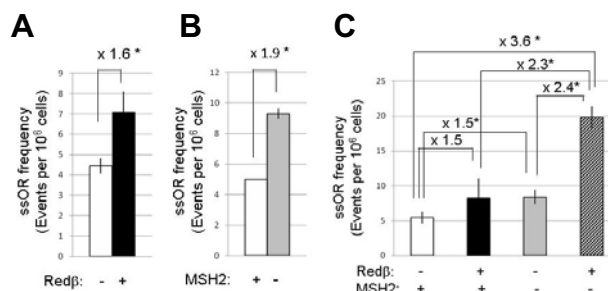 A
x 1.6 *
ssOR frequency
(Events per 10⁶ cells)
9
8
7
6
5
4
3
2
1
0
Redβ: - +
B
x 1.9 *
ssOR frequency
(Events per 10⁶ cells)
12
10
8
6
4
2
0
MSH2: + -
C
x 3.6 *
x 2.3*
x 2.4*
x 1.5*
x 1.5
ssOR frequency
(Events per 10⁶ cells)
25
20
15
10
5
0
Redβ: - + - +
MSH2: + + - -